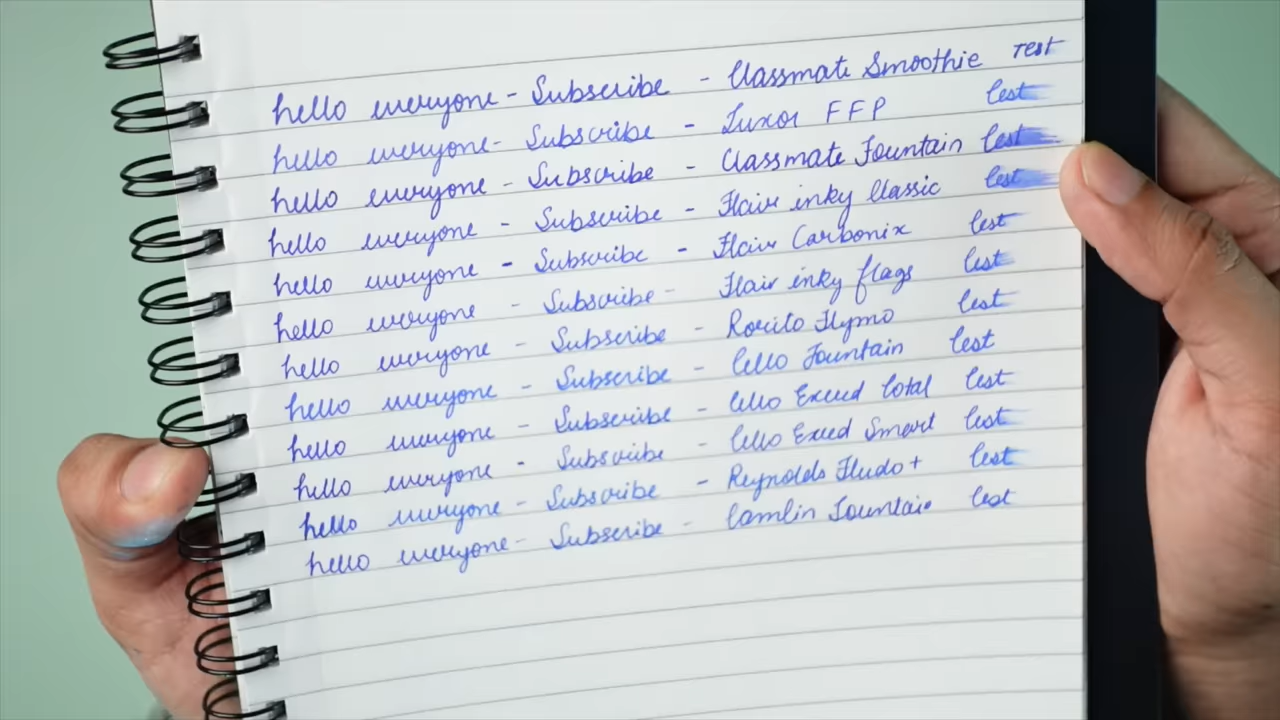 hello everyone - Subscribe - Classmate Smoothie Test
hello everyone - Subscribe - Luxor FFP Test
hello everyone - Subscribe - Classmate Fountain Test
hello everyone - Subscribe - Flair inky Classic Test
hello everyone - Subscribe - Flair Carbonix Test
hello everyone - Subscribe - Flair inky flags Test
hello everyone - Subscribe - Rorito Flymo Test
hello everyone - Subscribe - Cello Fountain Test
hello everyone - Subscribe - Cello Exceed Total Test
hello everyone - Subscribe - Cello Exeed Smart Test
hello everyone - Subscribe - Reynolds Fludo+ Test
hello everyone - Subscribe - Camlin Fountain Test